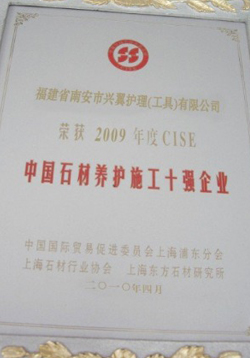 福建省南安市兴翼护理(工具)有限公司
荣获 2009 年度CISE
中国石材养护施工十强企业
中国国际贸易促进委员会上海浦东分会
上海石材行业协会 上海东方石材研究所
二〇一〇年四月